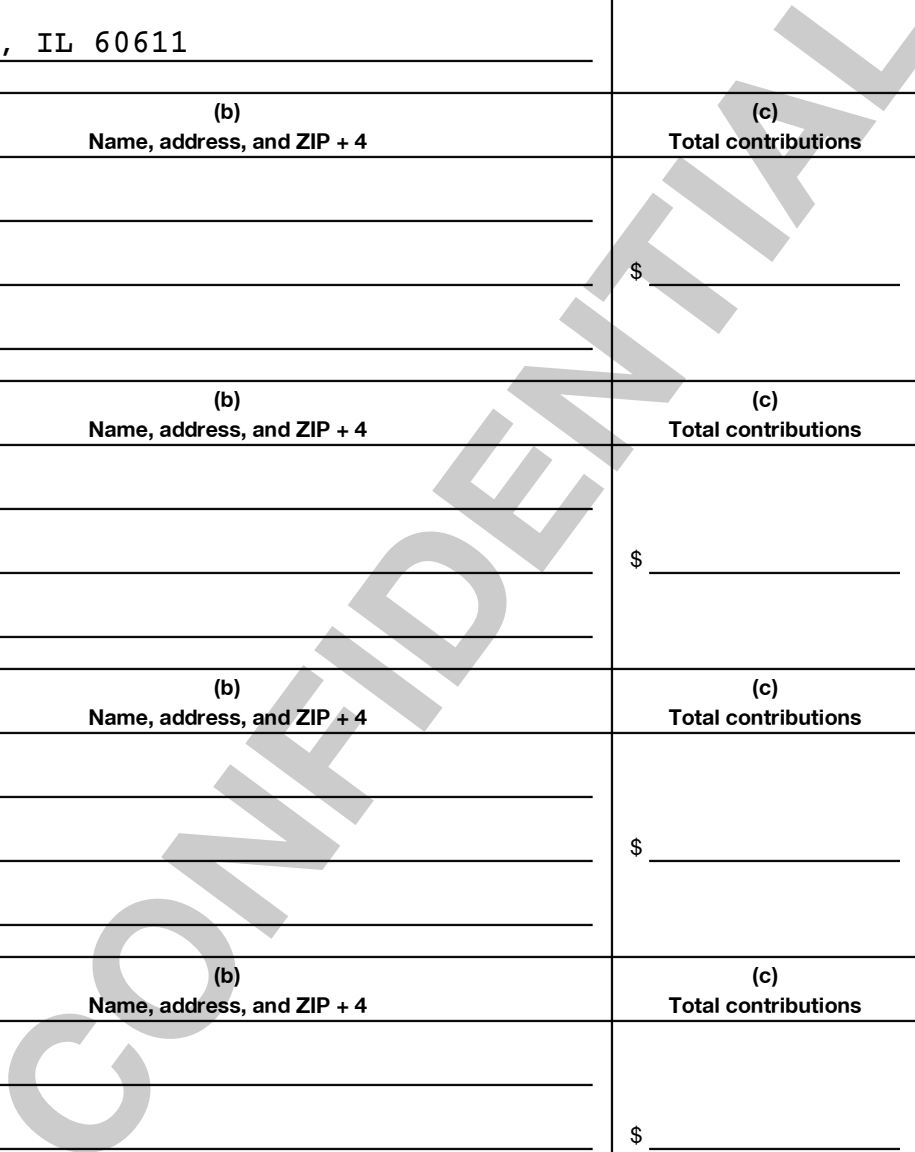 , IL 60611
(b) (c)
Name, address, and ZIP + 4 Total contributions
$
(b) (c)
Name, address, and ZIP + 4 Total contributions
$
(b) (c)
Name, address, and ZIP + 4 Total contributions
$
(b) (c)
Name, address, and ZIP + 4 Total contributions
$
CONFIDENTIAL